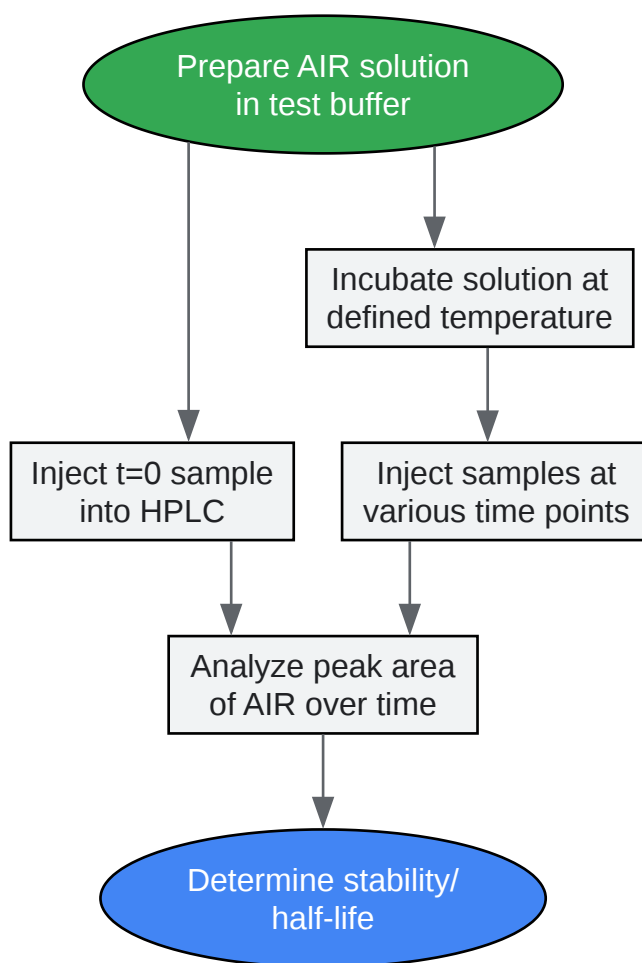 Prepare AIR solution
in test buffer
Incubate solution at
defined temperature
Inject t=0 sample
into HPLC
Inject samples at
various time points
Analyze peak area
of AIR over time
Determine stability/
half-life